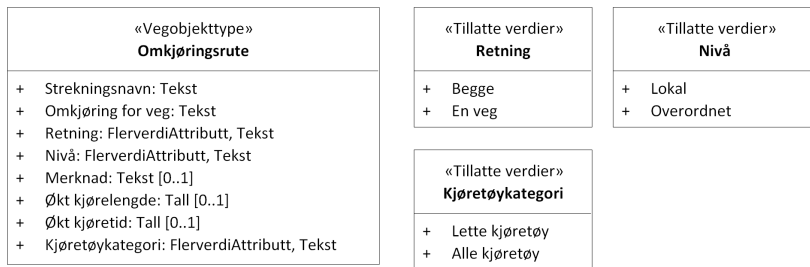 «Vegobjekttype»
Omkjøringsrute
+ Strekningsnavn: Tekst
+ Omkjøring for veg: Tekst
+ Retning: FlerverdiAttributt, Tekst
+ Nivå: FlerverdiAttributt, Tekst
+ Merknad: Tekst [0..1]
+ Økt kjørelengde: Tall [0..1]
+ Økt kjøretid: Tall [0..1]
+ Kjøretøykategori: FlerverdiAttributt, Tekst
«Tillatte verdier»
Retning
+ Begge
+ En veg
«Tillatte verdier»
Nivå
+ Lokal
+ Overordnet
«Tillatte verdier»
Kjøretøykategori
+ Lette kjøretøy
+ Alle kjøretøy